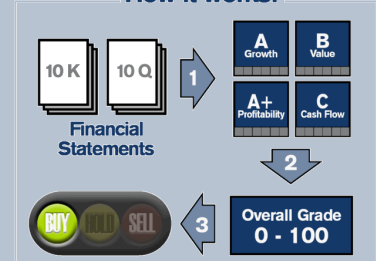 How it works:
10 K
10 Q
Financial
Statements
1
A
Growth
B
Value
A+
Profitability
C
Cash Flow
2
Overall Grade
0 - 100
3
BUY
HOLD
SELL